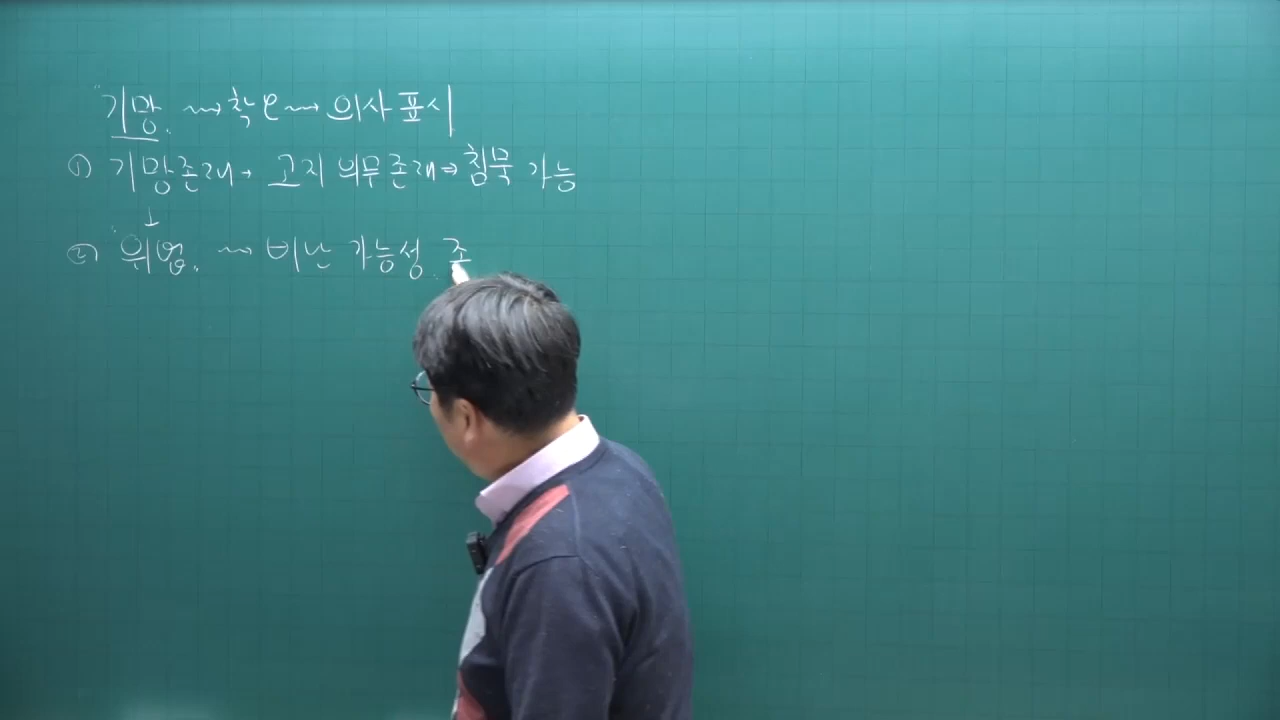 "기망. → 착오 → 의사표시
① 기망존재 → 고지 의무 존재 ⇒ 침묵 가능
↓
② "위법. → 비난 가능성. 조